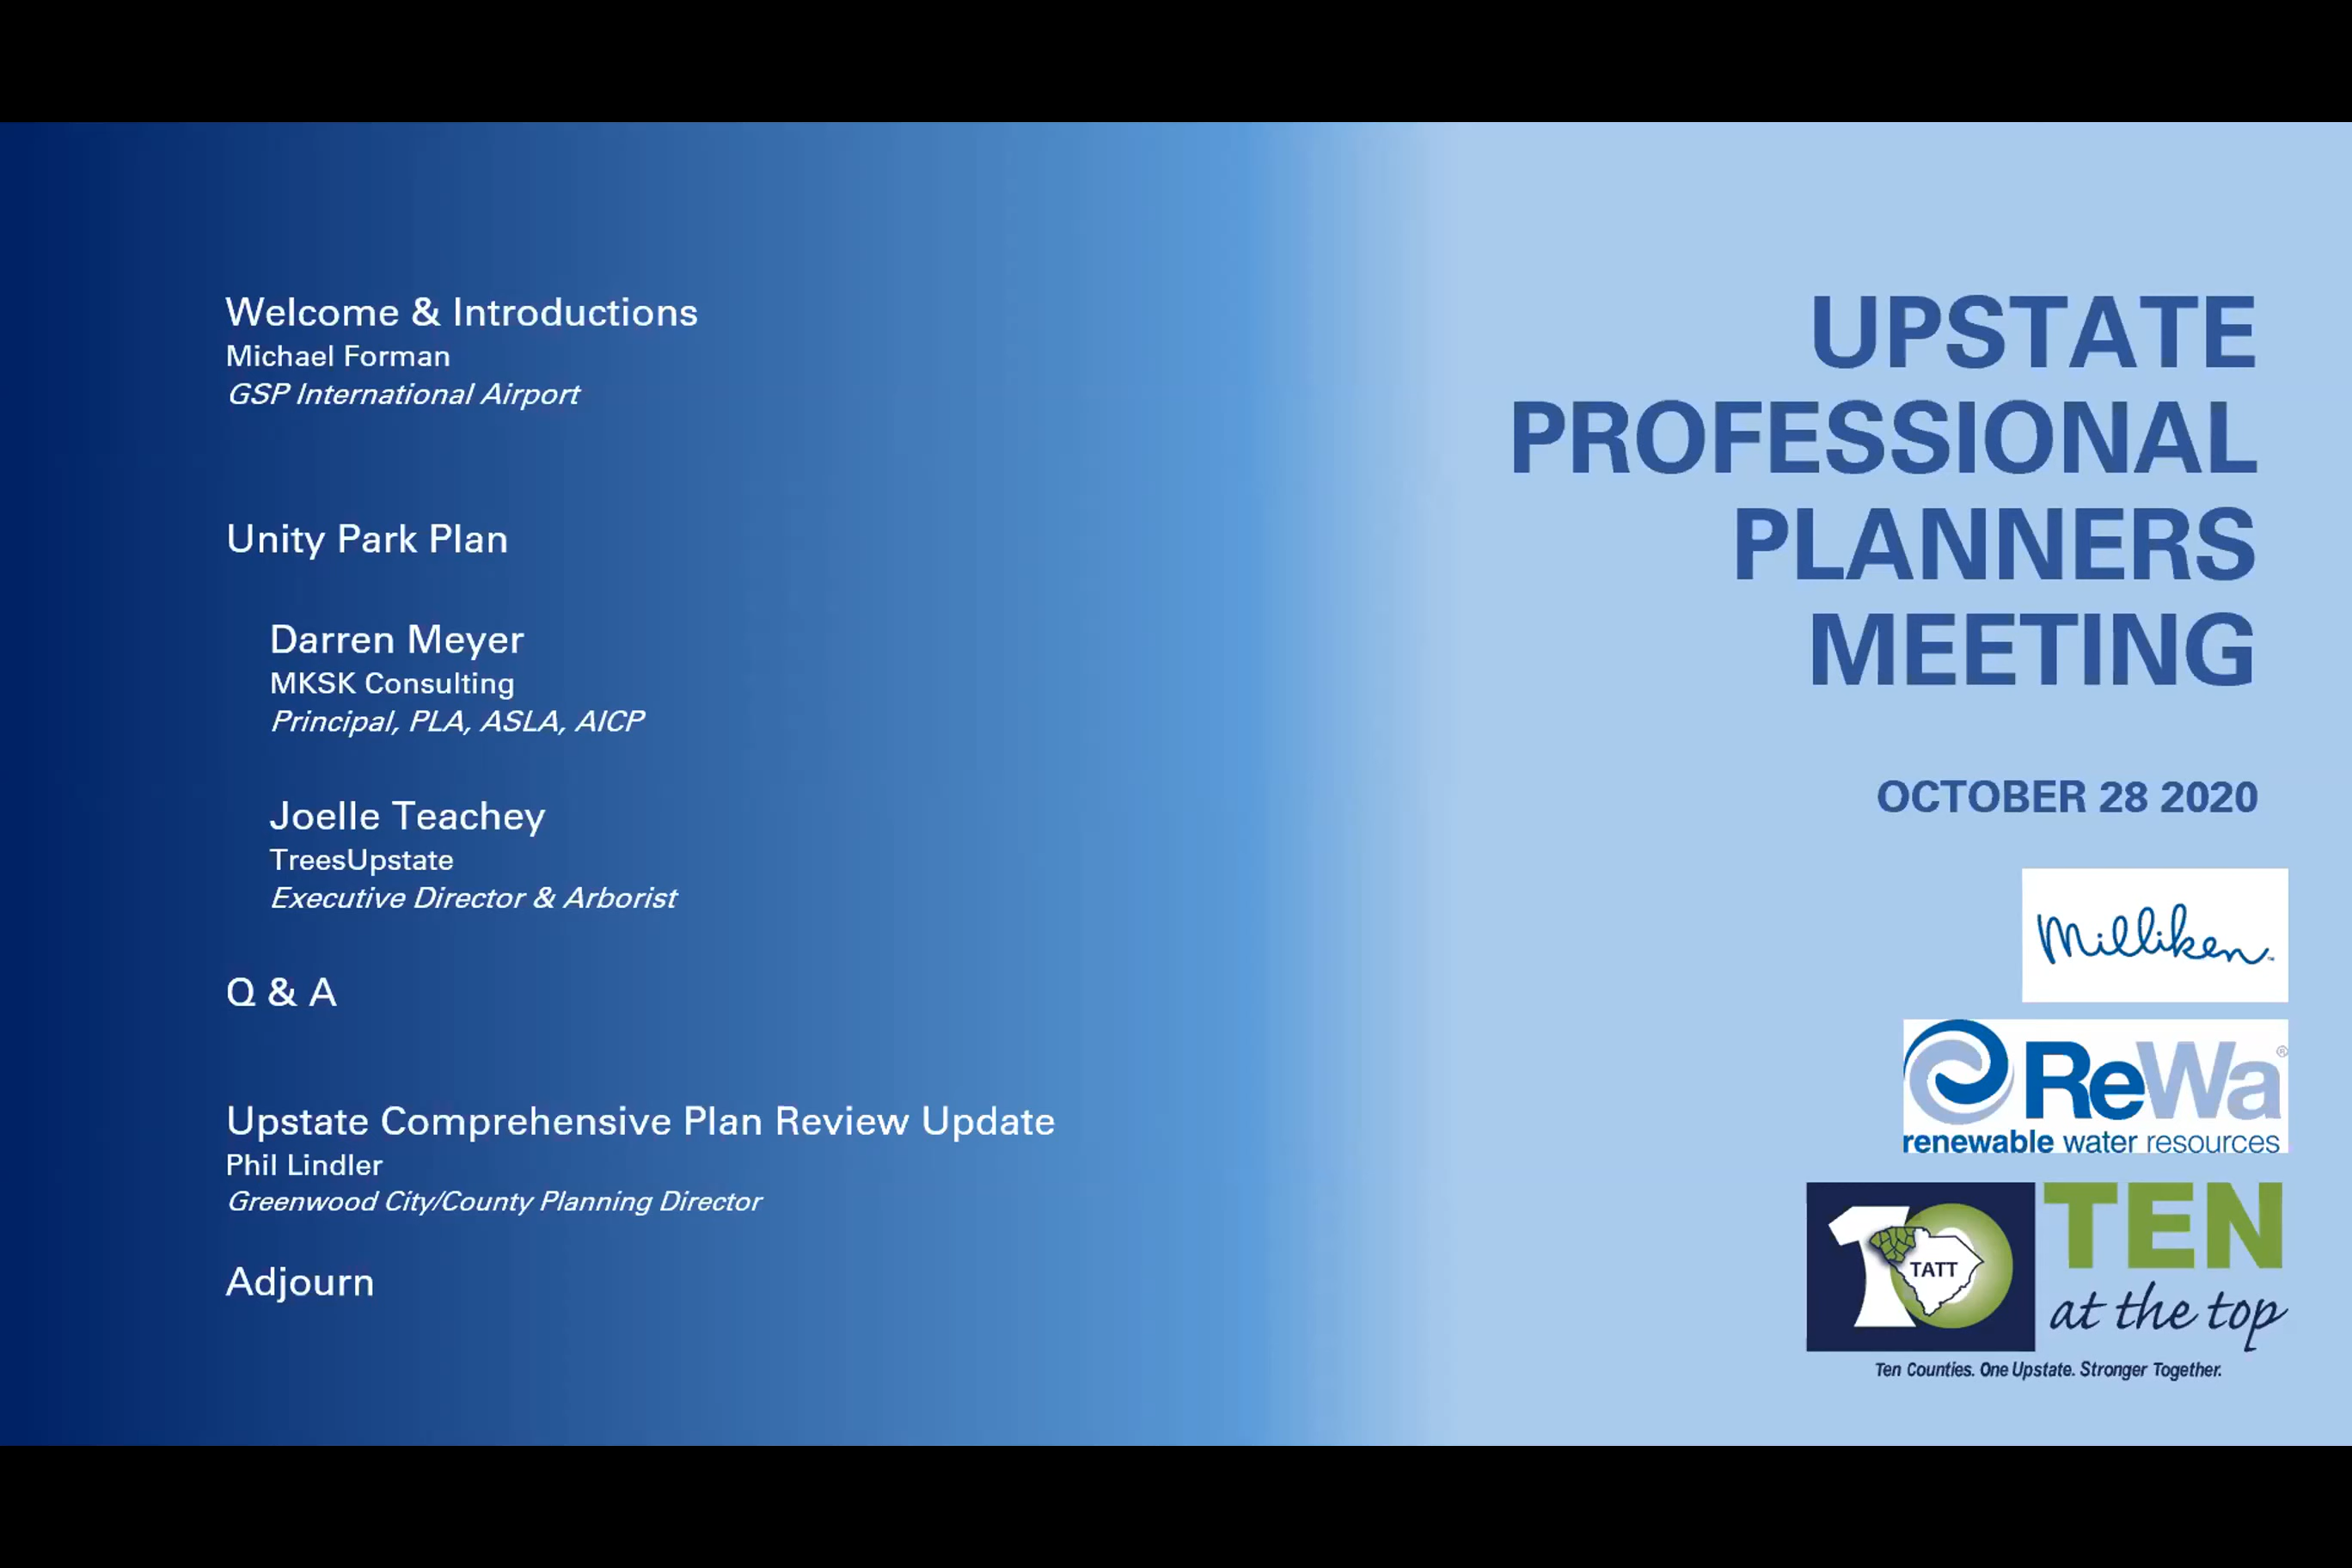 Welcome & Introductions
Michael Forman
GSP International Airport
Unity Park Plan
Darren Meyer
MKSK Consulting
Principal, PLA, ASLA, AICP
Joelle Teachey
TreesUpstate
Executive Director & Arborist
Q & A
Upstate Comprehensive Plan Review Update
Phil Lindler
Greenwood City/County Planning Director
Adjourn
UPSTATE
PROFESSIONAL
PLANNERS
MEETING
OCTOBER 28 2020
Milliken™
ReWa®
renewable water resources
10
TATT
TEN
at the top
Ten Counties. One Upstate. Stronger Together.